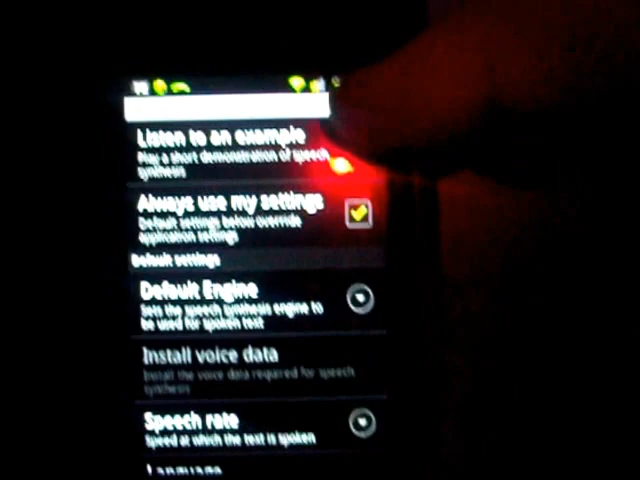 Listen to an example
Play a short demonstration of speech
synthesis
Always use my settings
Default settings below override
application settings
Default settings
Default Engine
Sets the speech synthesis engine to
be used for spoken text
Install voice data
Install the voice data required for speech
synthesis
Speech rate
Speed at which the text is spoken
Language